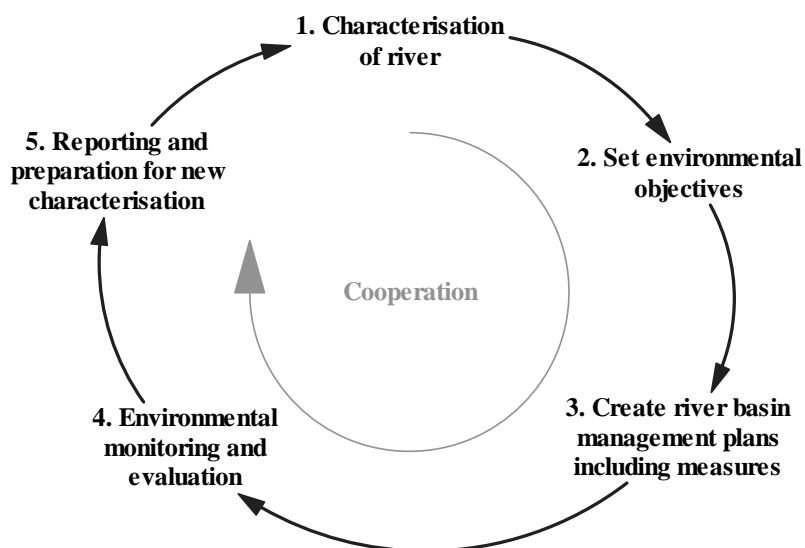 1. Characterisation
of river
2. Set environmental
objectives
3. Create river basin
management plans
including measures
4. Environmental
monitoring and
evaluation
5. Reporting and
preparation for new
characterisation
Cooperation